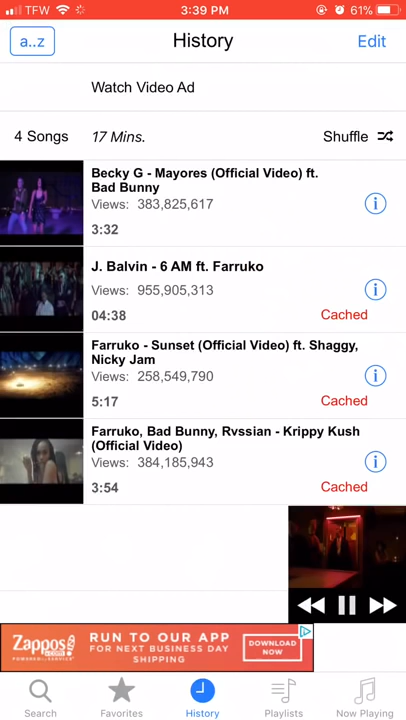 TFW 3:39 PM 61%
a..z History Edit
Watch Video Ad
4 Songs 17 Mins. Shuffle
Becky G - Mayores (Official Video) ft.
Bad Bunny
Views: 383,825,617
3:32
J. Balvin - 6 AM ft. Farruko
Views: 955,905,313
04:38 Cached
Farruko - Sunset (Official Video) ft. Shaggy,
Nicky Jam
Views: 258,549,790
5:17 Cached
Farruko, Bad Bunny, Rvssian - Krippy Kush
(Official Video)
Views: 384,185,943
3:54 Cached
Zappos.com
POWERED by SERVICE
RUN TO OUR APP
FOR NEXT BUSINESS DAY
SHIPPING
DOWNLOAD
NOW
Search Favorites History Playlists Now Playing